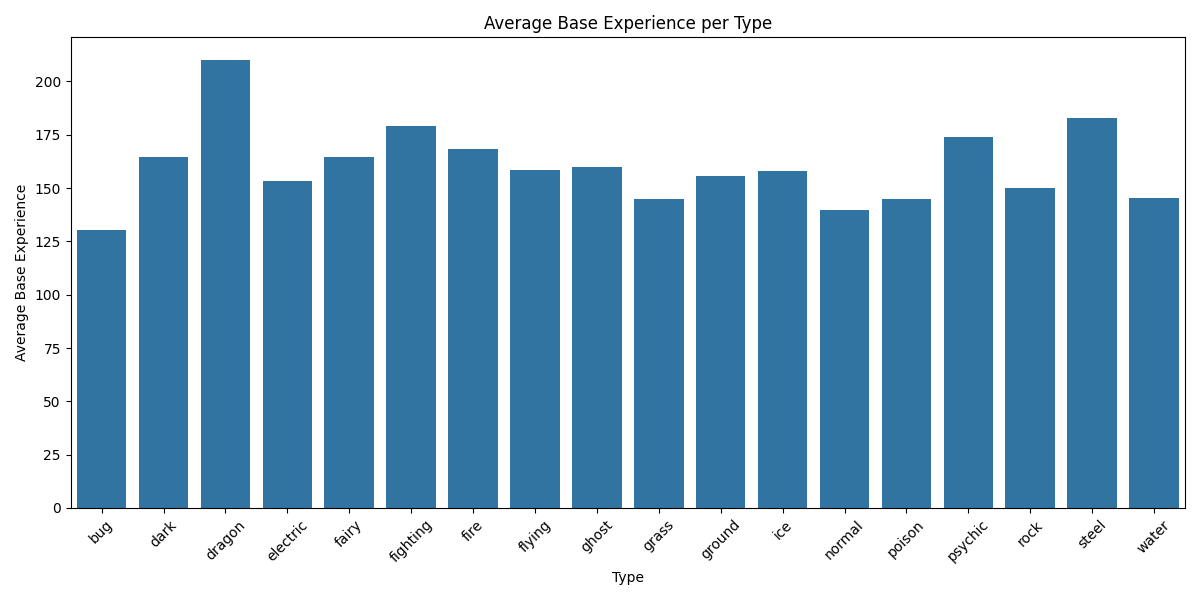 Average Base Experience per Type
Average Base Experience
200
175
150
125
100
75
50
25
0
bug
dark
dragon
electric
fairy
fighting
fire
flying
ghost
grass
ground
ice
normal
poison
psychic
rock
steel
water
Type